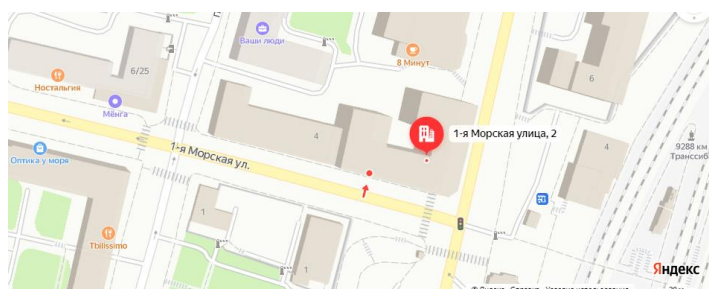 Ваши люди
8 Минут
6/25
6
Ностальгия
Мёнга
1-я Морская улица, 2
4
4
9288 км
Транссиб
1-я Морская ул.
Оптика у моря
1
Tbilissimo
1
Яндекс